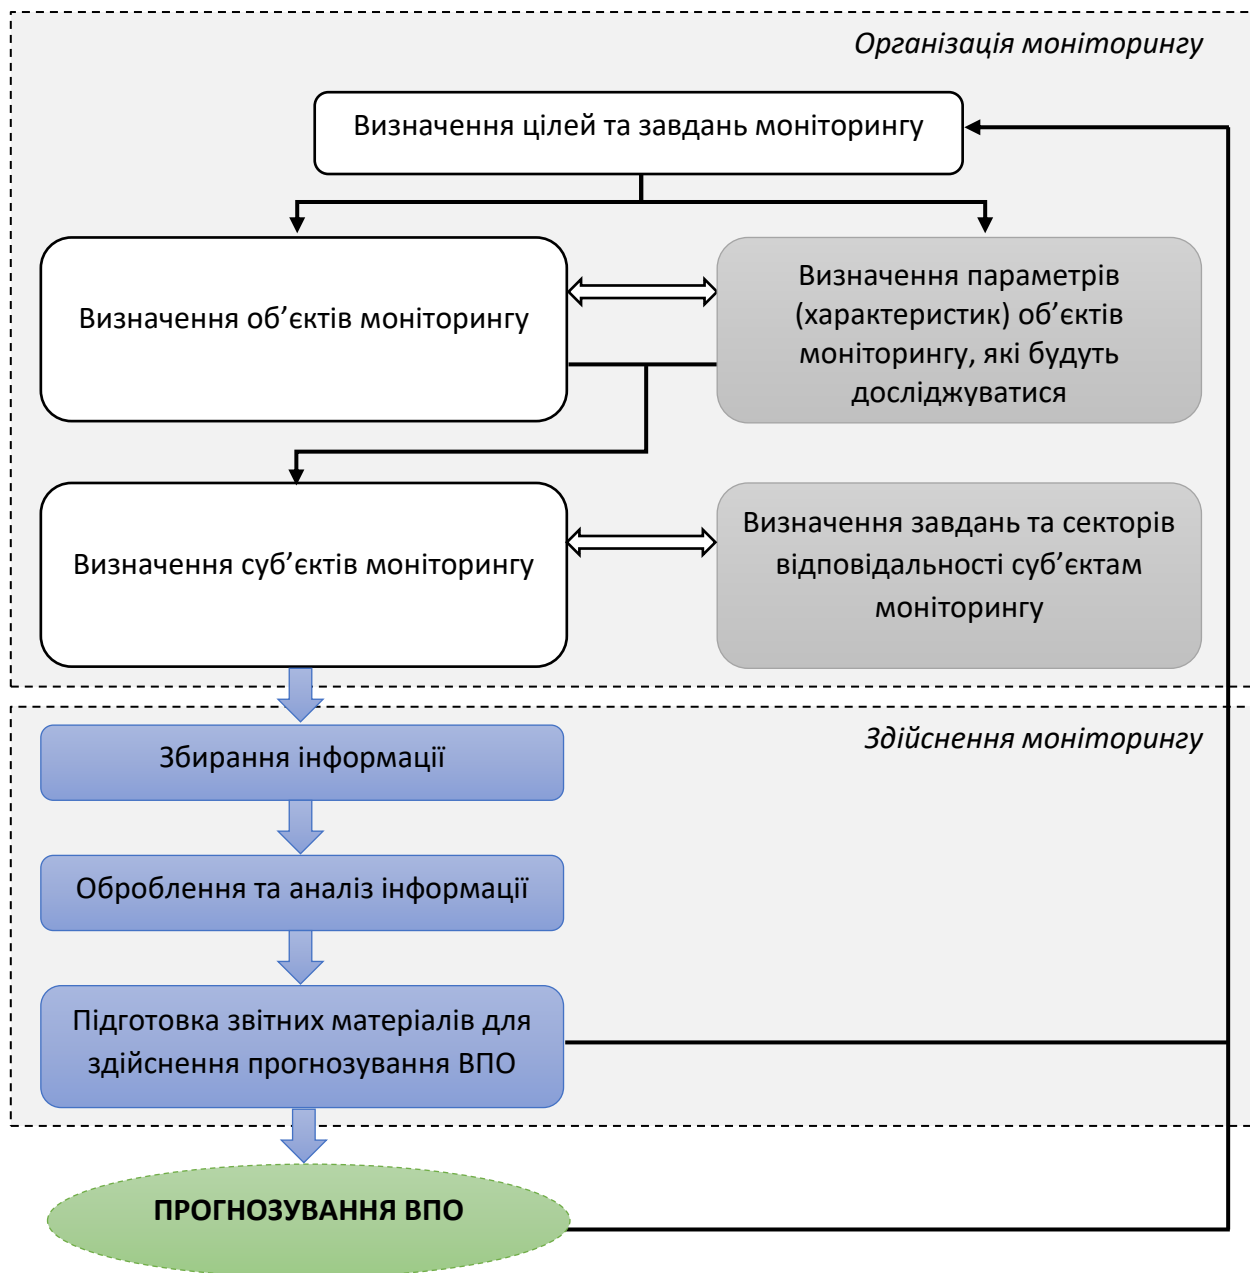 Організація моніторингу
Визначення цілей та завдань моніторингу
Визначення об’єктів моніторингу
Визначення параметрів
(характеристик) об’єктів
моніторингу, які будуть
досліджуватися
Визначення суб’єктів моніторингу
Визначення завдань та секторів
відповідальності суб’єктам
моніторингу
Здійснення моніторингу
Збирання інформації
Оброблення та аналіз інформації
Підготовка звітних матеріалів для
здійснення прогнозування ВПО
ПРОГНОЗУВАННЯ ВПО